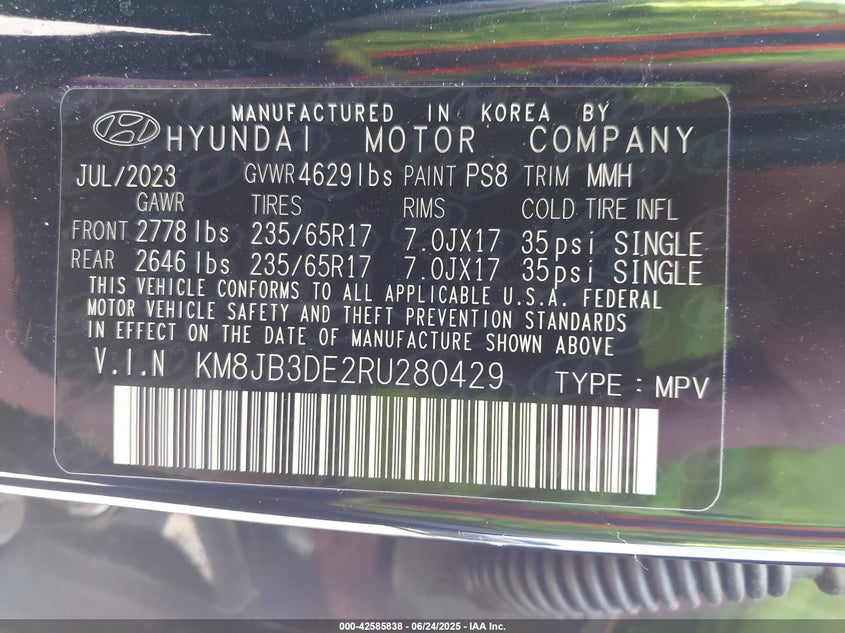 MANUFACTURED IN KOREA BY
HYUNDAI MOTOR COMPANY
JUL/2023 GVWR 4629lbs PAINT PS8 TRIM MMH
GAWR TIRES RIMS COLD TIRE INFL
FRONT 2778lbs 235/65R17 7.0JX17 35psi SINGLE
REAR 2646lbs 235/65R17 7.0JX17 35psi SINGLE
THIS VEHICLE CONFORMS TO ALL APPLICABLE U.S.A. FEDERAL
MOTOR VEHICLE SAFETY AND THEFT PREVENTION STANDARDS
IN EFFECT ON THE DATE OF MANUFACTURE SHOWN ABOVE.
V.I.N KM8JB3DE2RU280429 TYPE : MPV
000-42585838 - 06/24/2025 - IAA Inc.